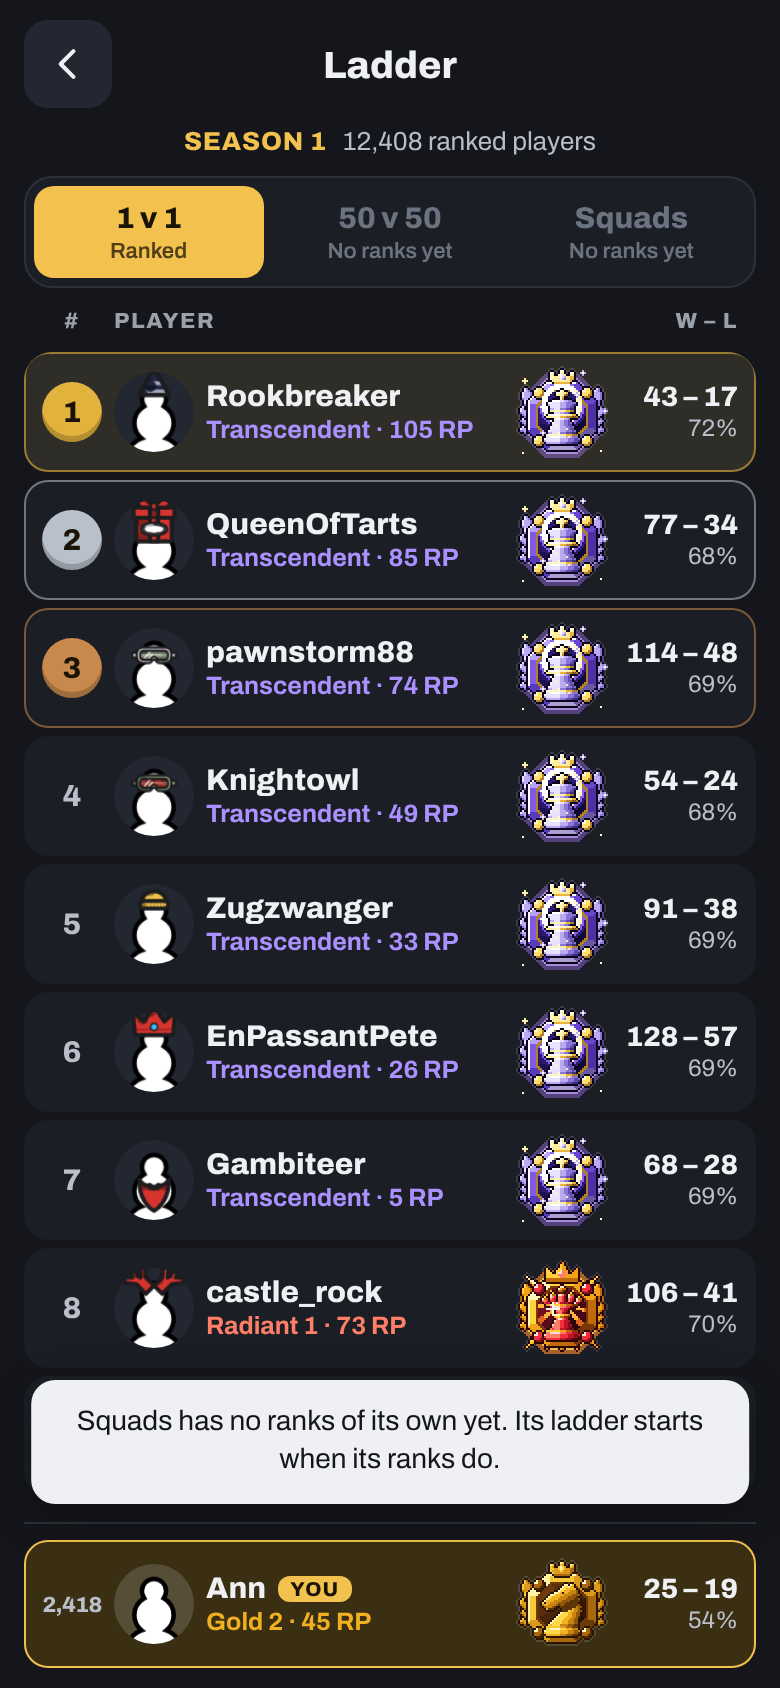 Ladder
SEASON 1 12,408 ranked players
1 v 1 50 v 50 Squads
Ranked No ranks yet No ranks yet
# PLAYER W – L
1 Rookbreaker 43 – 17
Transcendent · 105 RP 72%
2 QueenOfTarts 77 – 34
Transcendent · 85 RP 68%
3 pawnstorm88 114 – 48
Transcendent · 74 RP 69%
4 Knightowl 54 – 24
Transcendent · 49 RP 68%
5 Zugzwanger 91 – 38
Transcendent · 33 RP 69%
6 EnPassantPete 128 – 57
Transcendent · 26 RP 69%
7 Gambiteer 68 – 28
Transcendent · 5 RP 69%
8 castle_rock 106 – 41
Radiant 1 · 73 RP 70%
Squads has no ranks of its own yet. Its ladder starts
when its ranks do.
2,418 Ann YOU 25 – 19
Gold 2 · 45 RP 54%